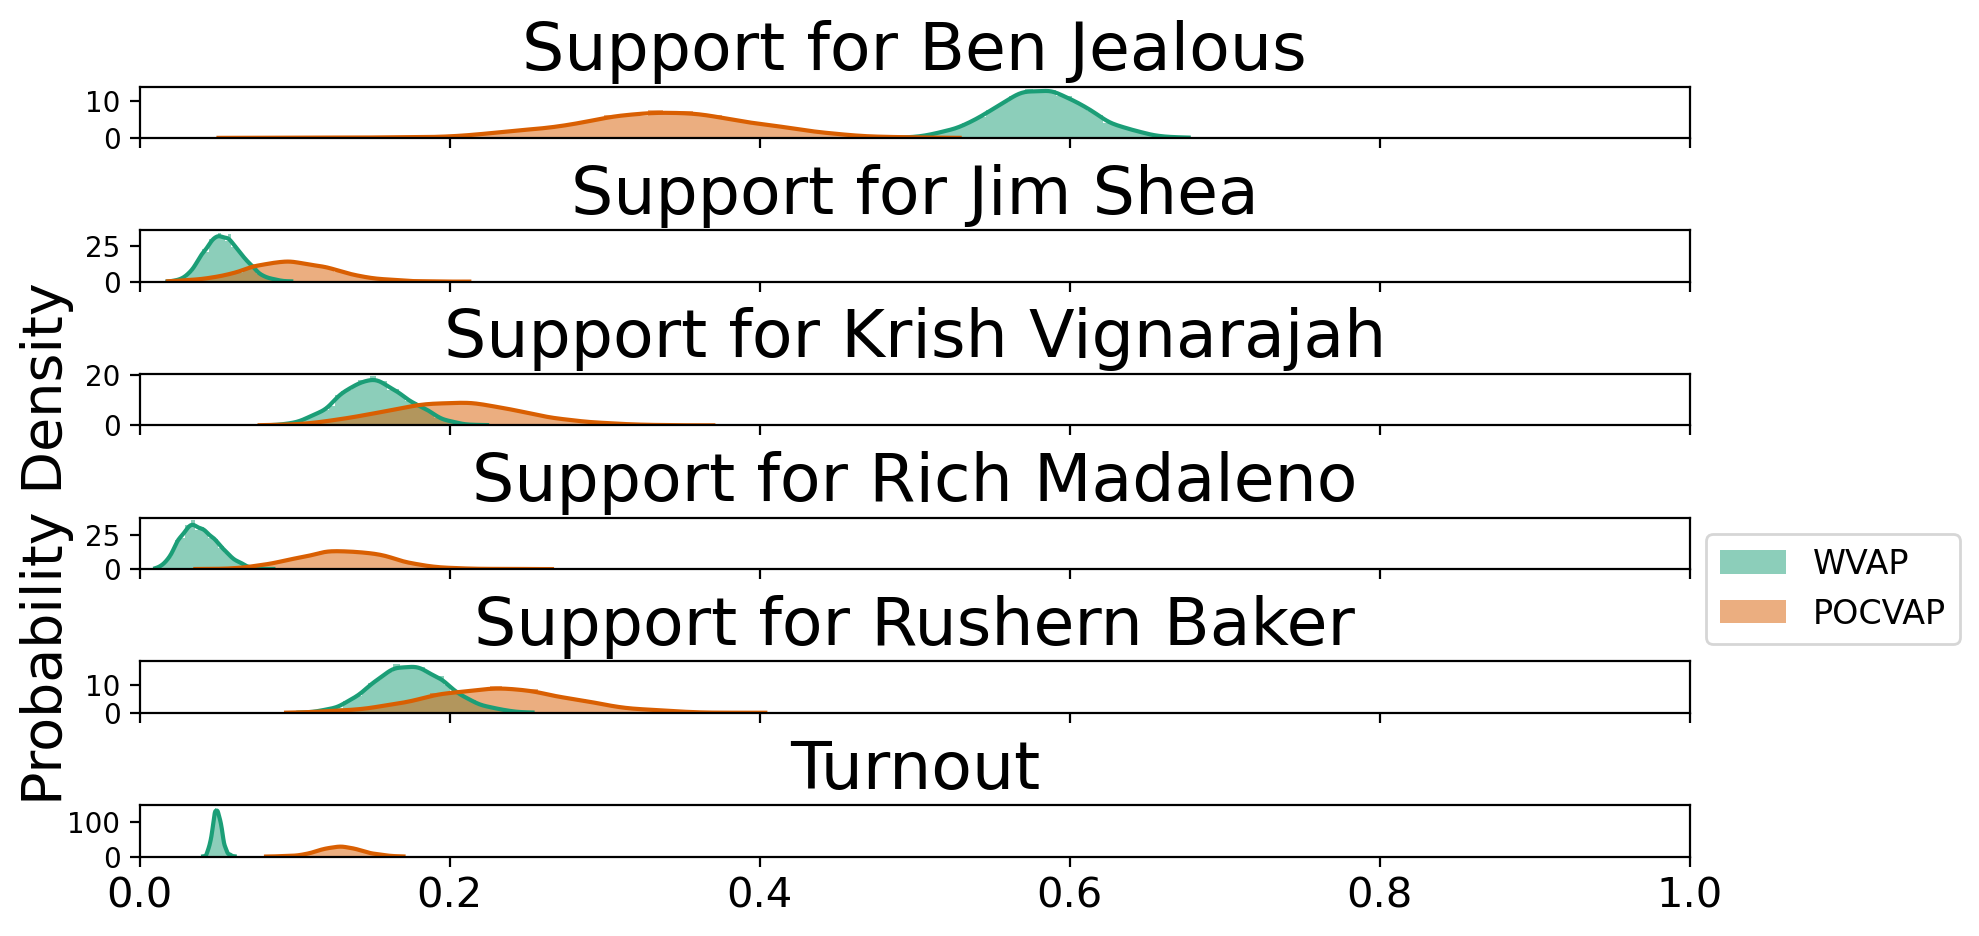 Support for Ben Jealous
10
0
Support for Jim Shea
25
0
Support for Krish Vignarajah
20
0
Support for Rich Madaleno
25
0
Support for Rushern Baker
10
0
Turnout
100
0
0.0 0.2 0.4 0.6 0.8 1.0
Probability Density
WVAP
POCVAP